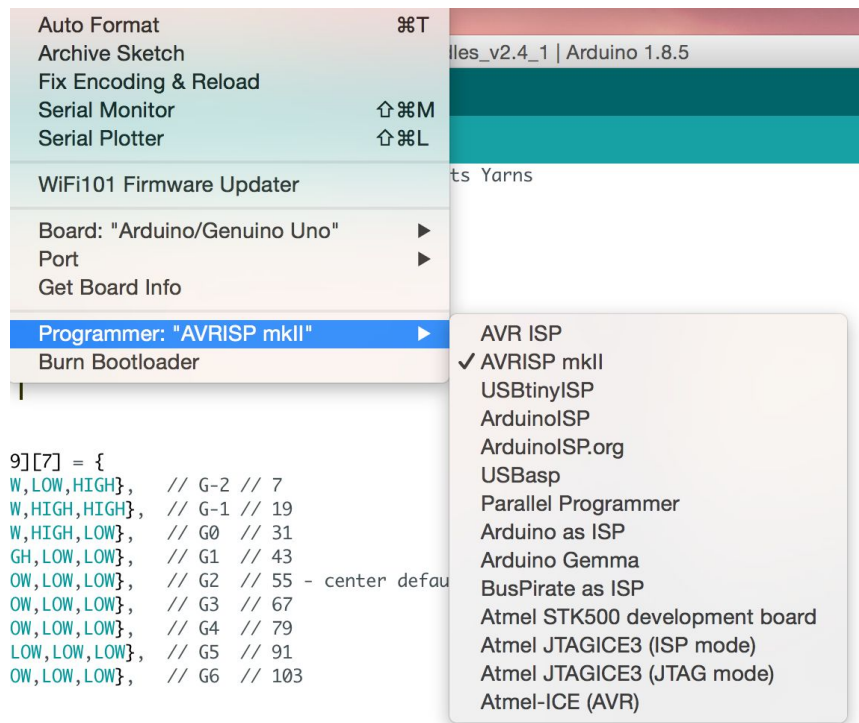 Auto Format ⌘T
Archive Sketch
Fix Encoding & Reload
Serial Monitor ⇧⌘M
Serial Plotter ⇧⌘L
WiFi101 Firmware Updater
Board: "Arduino/Genuino Uno"
Port
Get Board Info
Programmer: "AVRISP mkII"
Burn Bootloader
les_v2.4_1 | Arduino 1.8.5
ts Yarns
AVR ISP
✓ AVRISP mkII
USBtinyISP
ArduinoISP
ArduinoISP.org
USBasp
Parallel Programmer
Arduino as ISP
Arduino Gemma
BusPirate as ISP
Atmel STK500 development board
Atmel JTAGICE3 (ISP mode)
Atmel JTAGICE3 (JTAG mode)
Atmel-ICE (AVR)
9][7] = {
W,LOW,HIGH}, // G-2 // 7
W,HIGH,HIGH}, // G-1 // 19
W,HIGH,LOW}, // G0 // 31
GH,LOW,LOW}, // G1 // 43
OW,LOW,LOW}, // G2 // 55 - center defau
OW,LOW,LOW}, // G3 // 67
OW,LOW,LOW}, // G4 // 79
LOW,LOW,LOW}, // G5 // 91
OW,LOW,LOW}, // G6 // 103